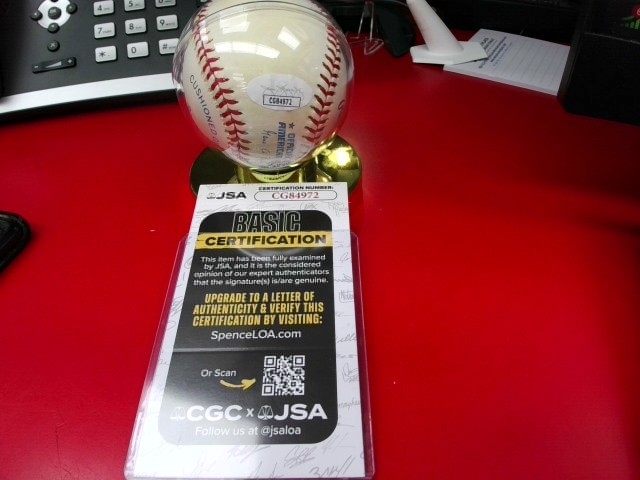 CG84972
CUSHIONED
OFFICIAL
AMERICAN
JSA
CERTIFICATION NUMBER:
CG84972
BASIC
CERTIFICATION
This item has been fully examined
by JSA, and it is the considered
opinion of our expert authenticators
that the signature(s) is/are genuine.
UPGRADE TO A LETTER OF
AUTHENTICITY & VERIFY THIS
CERTIFICATION BY VISITING:
SpenceLOA.com
Or Scan
CGC x JSA
Follow us at @jsaloa